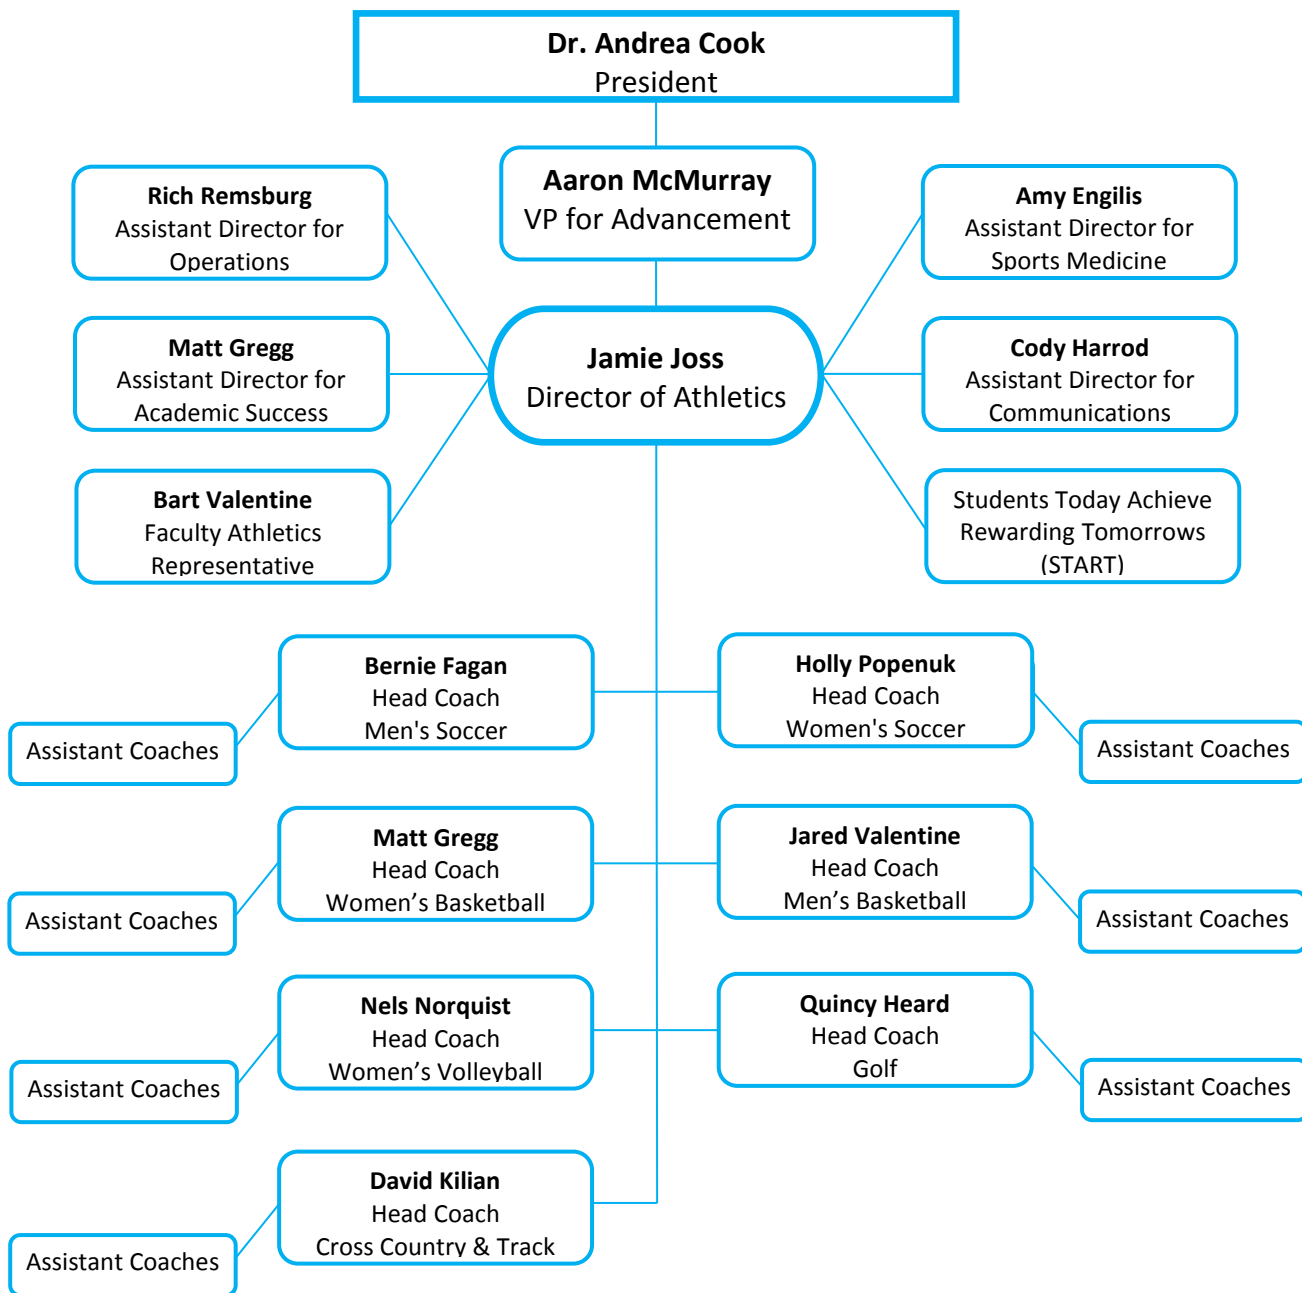 Dr. Andrea Cook
President
Aaron McMurray
VP for Advancement
Rich Remsburg
Assistant Director for
Operations
Amy Engilis
Assistant Director for
Sports Medicine
Jamie Joss
Director of Athletics
Matt Gregg
Assistant Director for
Academic Success
Cody Harrod
Assistant Director for
Communications
Bart Valentine
Faculty Athletics
Representative
Students Today Achieve
Rewarding Tomorrows
(START)
Bernie Fagan
Head Coach
Men's Soccer
Assistant Coaches
Holly Popenuk
Head Coach
Women's Soccer
Assistant Coaches
Matt Gregg
Head Coach
Women’s Basketball
Assistant Coaches
Jared Valentine
Head Coach
Men’s Basketball
Assistant Coaches
Nels Norquist
Head Coach
Women’s Volleyball
Assistant Coaches
Quincy Heard
Head Coach
Golf
Assistant Coaches
David Kilian
Head Coach
Cross Country & Track
Assistant Coaches